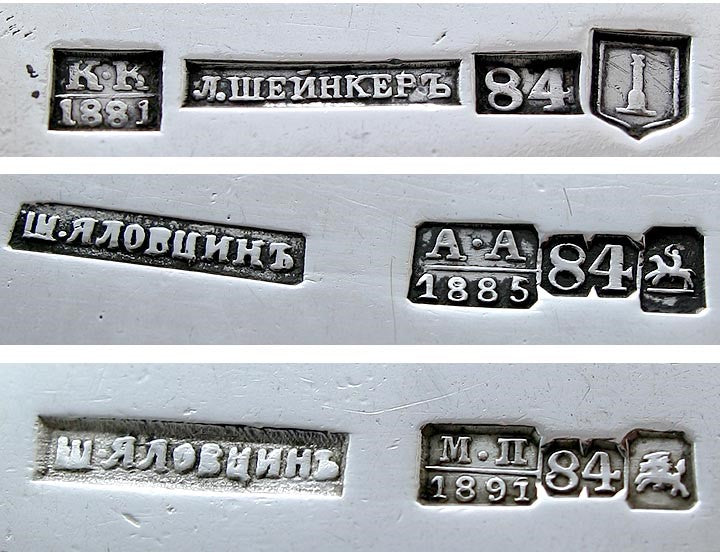 К·К
1881
Л.ШЕЙНКЕРЪ
84
Ш·ЯЛОВЦИНЪ
А·А
1885
84
Ш·ЯЛОВЦИНЪ
М·П
1891
84